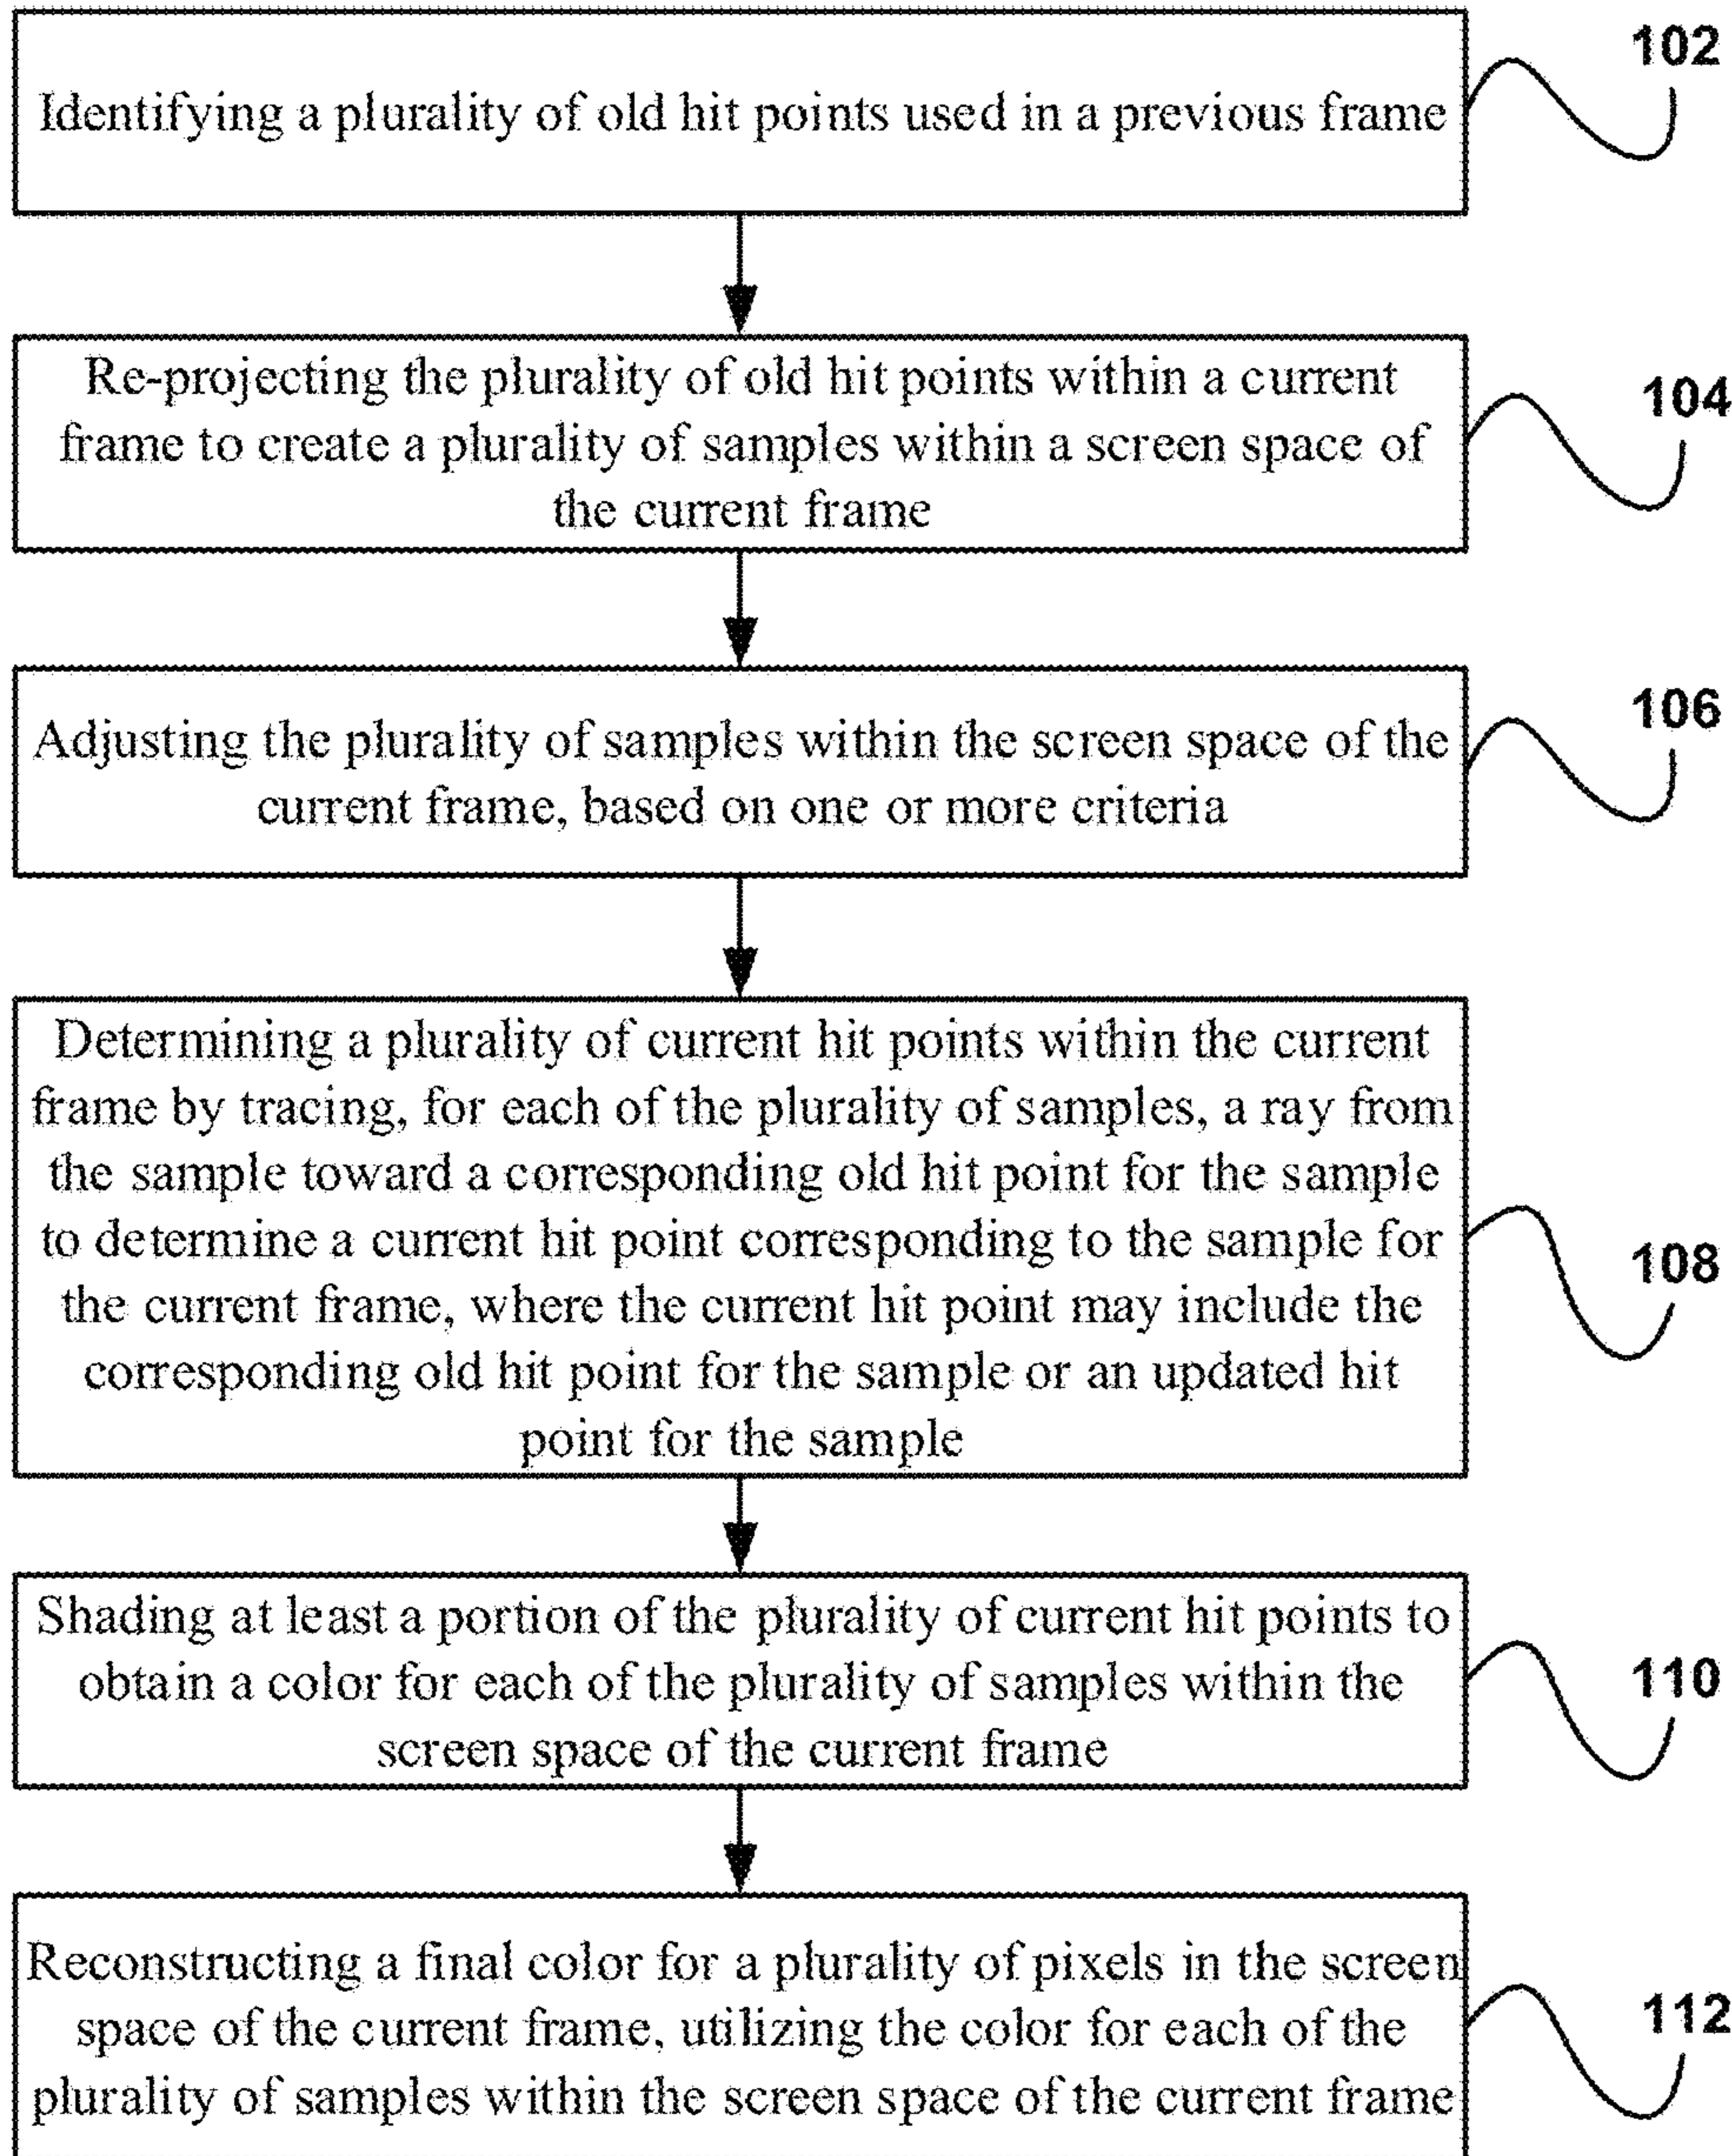 102
Identifying a plurality of old hit points used in a previous frame
104
Re-projecting the plurality of old hit points within a current
frame to create a plurality of samples within a screen space of
the current frame
106
Adjusting the plurality of samples within the screen space of the
current frame, based on one or more criteria
108
Determining a plurality of current hit points within the current
frame by tracing, for each of the plurality of samples, a ray from
the sample toward a corresponding old hit point for the sample
to determine a current hit point corresponding to the sample for
the current frame, where the current hit point may include the
corresponding old hit point for the sample or an updated hit
point for the sample
110
Shading at least a portion of the plurality of current hit points to
obtain a color for each of the plurality of samples within the
screen space of the current frame
112
Reconstructing a final color for a plurality of pixels in the screen
space of the current frame, utilizing the color for each of the
plurality of samples within the screen space of the current frame